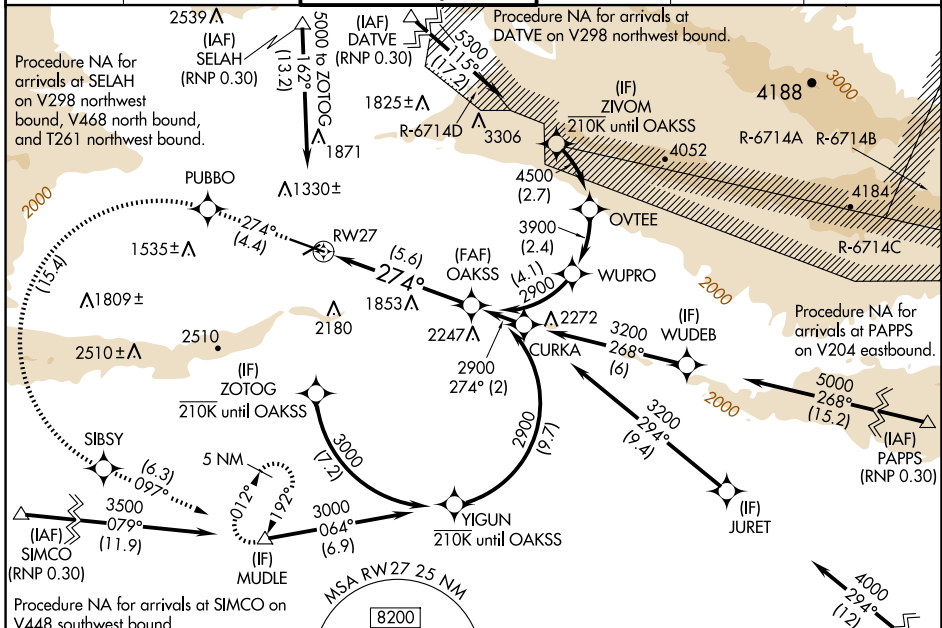 2539
(IAF)
SELAH
(RNP 0.30)
5000 to ZOTOG
162°
(13.2)
(IAF)
DATVE
(RNP 0.30)
Procedure NA for arrivals at
DATVE on V298 northwest bound.
5300
115°
(17.2)
Procedure NA for
arrivals at SELAH
on V298 northwest
bound, V468 north bound,
and T261 northwest bound.
1825±
R-6714D
3306
(IF)
ZIVOM
210K until OAKSS
4188
3000
R-6714A
R-6714B
4052
4184
R-6714C
1871
1330±
4500
(2.7)
OVTEE
3900
(2.4)
WUPRO
(4.1)
2900
PUBBO
2000
274°
(4.4)
RW27
1535±
(15.4)
(5.6)
274°
(FAF)
OAKSS
1853
1809±
2180
2247
2272
CURKA
2900
274° (2)
2510
2510±
2000
3200
268°
(6)
(IF)
WUDEB
Procedure NA for
arrivals at PAPPS
on V204 eastbound.
5000
268°
(15.2)
(IAF)
PAPPS
(RNP 0.30)
2000
(IF)
ZOTOG
210K until OAKSS
3000
(7.2)
2900
(9.7)
3200
294°
(9.4)
(IF)
JURET
SIBSY
(6.3)
097°
5 NM
012°
192°
3500
079°
(11.9)
(IAF)
SIMCO
(RNP 0.30)
(IF)
MUDLE
3000
064°
(6.9)
YIGUN
210K until OAKSS
MSA RW27 25 NM
8200
4000
294°
(12)
Procedure NA for arrivals at SIMCO on
V448 southwest bound